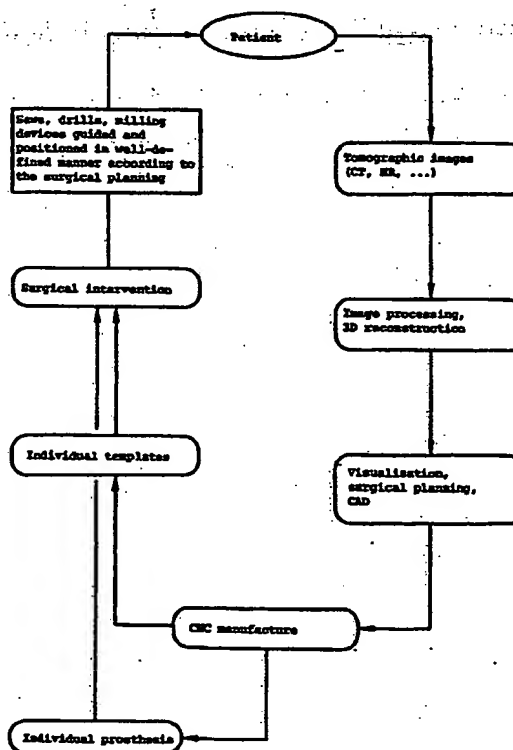 Patient
Saws, drills, milling
devices guided and
positioned in well-de-
fined manner according to
the surgical planning
Tomographic images
(CT, MR, ...)
Surgical intervention
Image processing,
3D reconstruction
Individual templates
Visualisation,
surgical planning,
CAD
CNC manufacture
Individual prosthesis